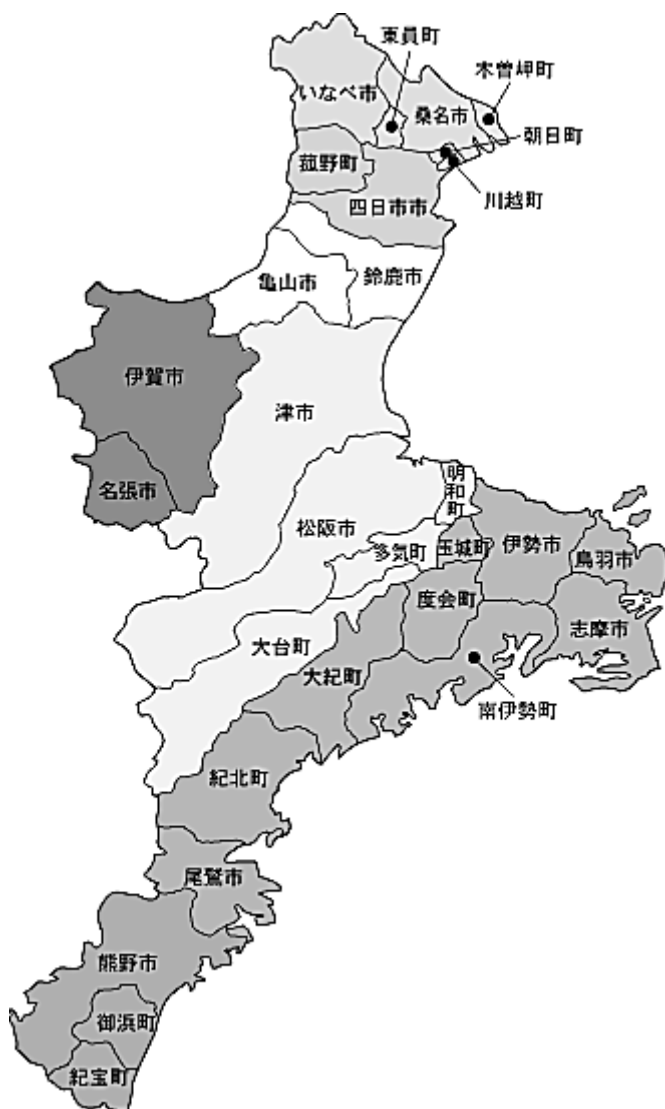 東員町
木曽岬町
いなべ市
桑名市
朝日町
菰野町
川越町
四日市市
亀山市
鈴鹿市
伊賀市
津市
名張市
明和町
松阪市
多気町
玉城町
伊勢市
鳥羽市
度会町
志摩市
大台町
大紀町
南伊勢町
紀北町
尾鷲市
熊野市
御浜町
紀宝町